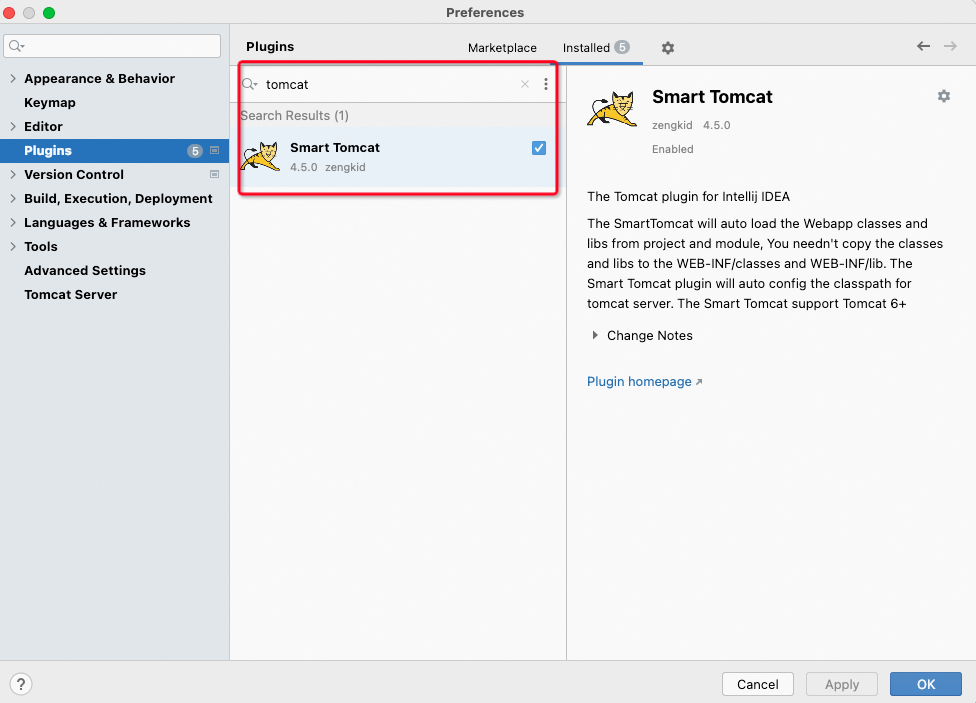 Preferences
Plugins
Marketplace
Installed 5
tomcat
Search Results (1)
Smart Tomcat
4.5.0 zengkid
Appearance & Behavior
Keymap
Editor
Plugins 5
Version Control
Build, Execution, Deployment
Languages & Frameworks
Tools
Advanced Settings
Tomcat Server
Smart Tomcat
zengkid 4.5.0
Enabled
The Tomcat plugin for Intellij IDEA
The SmartTomcat will auto load the Webapp classes and
libs from project and module, You needn't copy the classes
and libs to the WEB-INF/classes and WEB-INF/lib. The
Smart Tomcat plugin will auto config the classpath for
tomcat server. The Smart Tomcat support Tomcat 6+
Change Notes
Plugin homepage
?
Cancel
Apply
OK